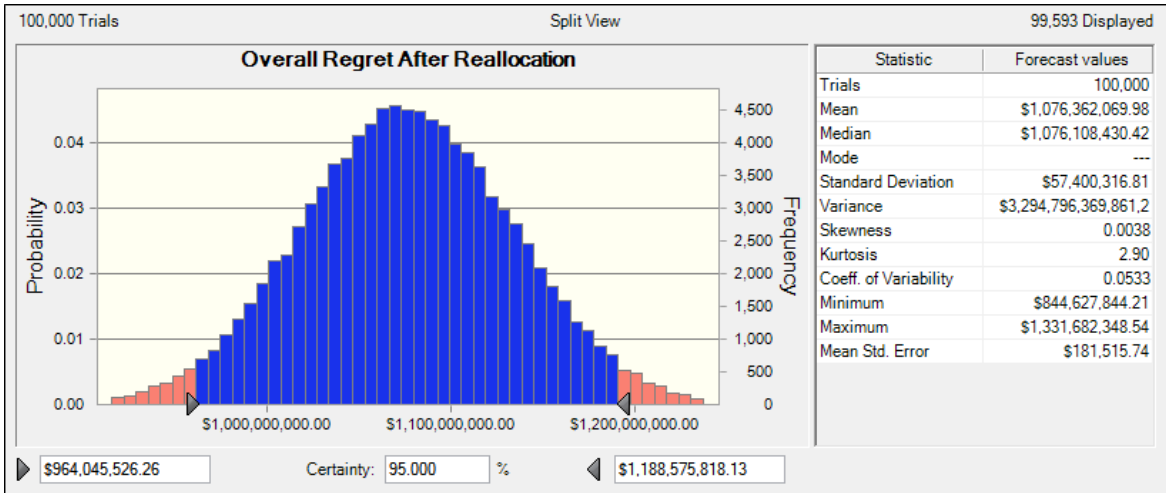 100,000 Trials Split View 99,593 Displayed
Overall Regret After Reallocation
Probability
0.04
0.03
0.02
0.01
0.00
4,500
4,000
3,500
3,000
2,500
2,000
1,500
1,000
500
0
Frequency
$1,000,000,000.00 $1,100,000,000.00 $1,200,000,000.00
Statistic Forecast values
Trials 100,000
Mean $1,076,362,069.98
Median $1,076,108,430.42
Mode ---
Standard Deviation $57,400,316.81
Variance $3,294,796,369,861,2
Skewness 0.0038
Kurtosis 2.90
Coeff. of Variability 0.0533
Minimum $844,627,844.21
Maximum $1,331,682,348.54
Mean Std. Error $181,515.74
$964,045,526.26 Certainty: 95.000 % $1,188,575,818.13